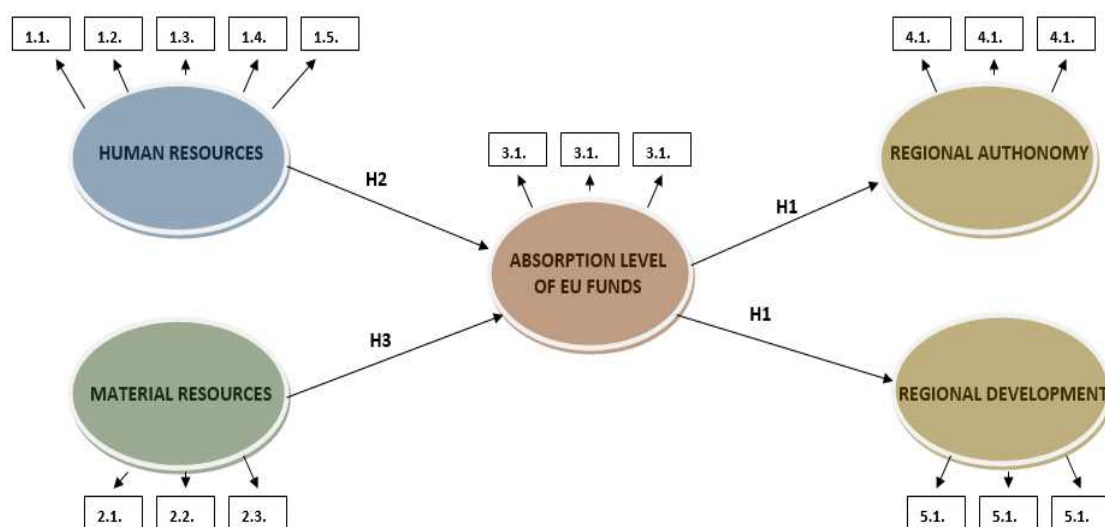 1.1. 1.2. 1.3. 1.4. 1.5.
4.1. 4.1. 4.1.
HUMAN RESOURCES
3.1. 3.1. 3.1.
REGIONAL AUTHONOMY
H2
H1
ABSORPTION LEVEL
OF EU FUNDS
H1
H3
MATERIAL RESOURCES
REGIONAL DEVELOPMENT
2.1. 2.2. 2.3.
5.1. 5.1. 5.1.